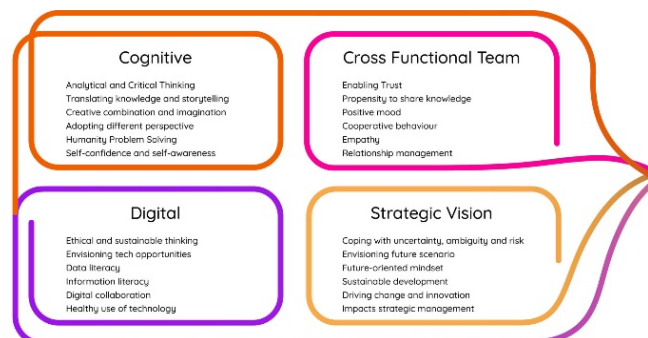 Cognitive
Analytical and Critical Thinking
Translating knowledge and storytelling
Creative combination and imagination
Adopting different perspective
Humanity Problem Solving
Self-confidence and self-awareness
Cross Functional Team
Enabling Trust
Propensity to share knowledge
Positive mood
Cooperative behaviour
Empathy
Relationship management
Digital
Ethical and sustainable thinking
Envisioning tech opportunities
Data literacy
Information literacy
Digital collaboration
Healthy use of technology
Strategic Vision
Coping with uncertainty, ambiguity and risk
Envisioning future scenario
Future-oriented mindset
Sustainable development
Driving change and innovation
Impacts strategic management